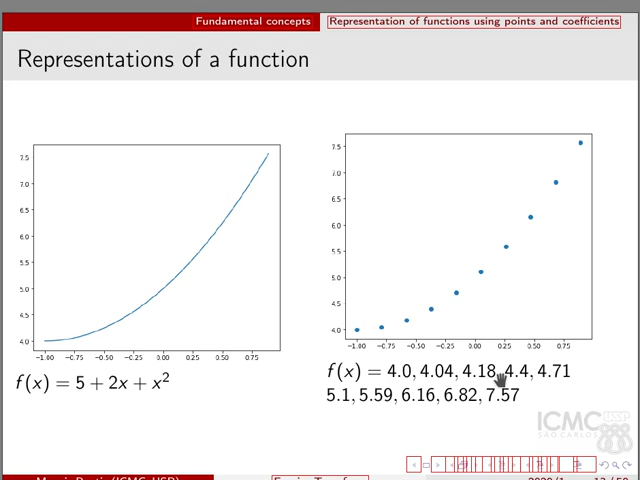 Fundamental concepts
Representation of functions using points and coefficients
Representations of a function
7.5
7.0
6.5
6.0
5.5
5.0
4.5
4.0
−1.00 −0.75 −0.50 −0.25 0.00 0.25 0.50 0.75
f(x) = 5 + 2x + x²
7.5
7.0
6.5
6.0
5.5
5.0
4.5
4.0
−1.00 −0.75 −0.50 −0.25 0.00 0.25 0.50 0.75
f(x) = 4.0, 4.04, 4.18, 4.4, 4.71
5.1, 5.59, 6.16, 6.82, 7.57
ICMC USP
SÃO CARLOS